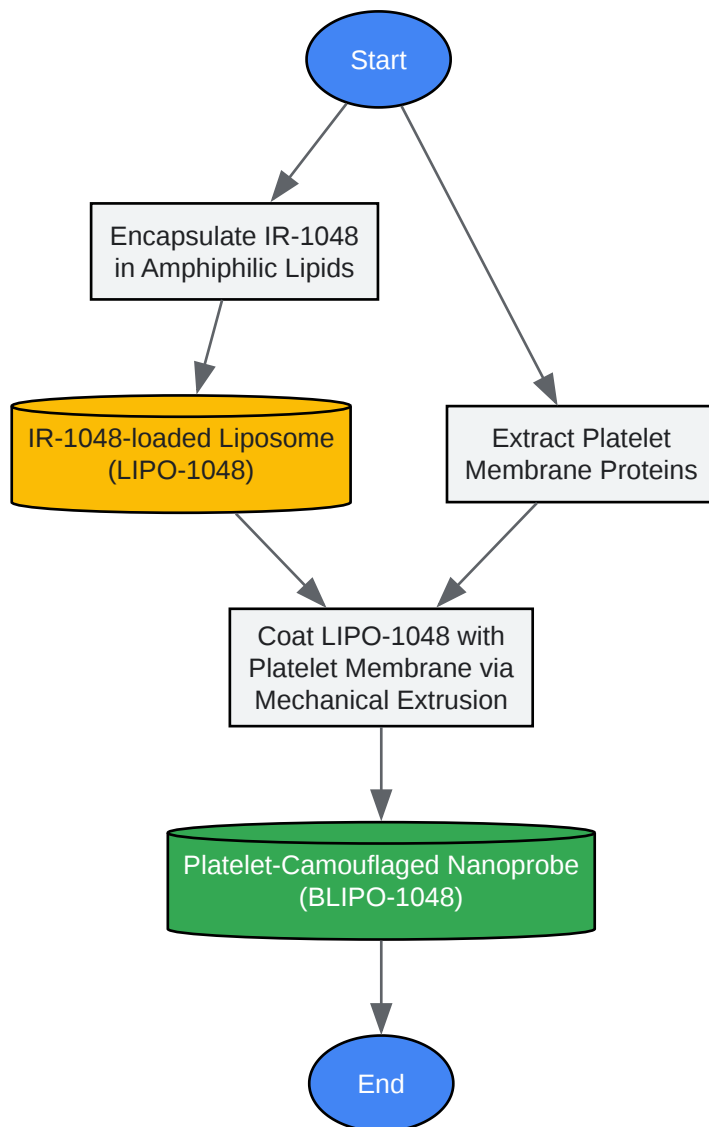 Start
Encapsulate IR-1048
in Amphiphilic Lipids
IR-1048-loaded Liposome
(LIPO-1048)
Extract Platelet
Membrane Proteins
Coat LIPO-1048 with
Platelet Membrane via
Mechanical Extrusion
Platelet-Camouflaged Nanoprobe
(BLIPO-1048)
End